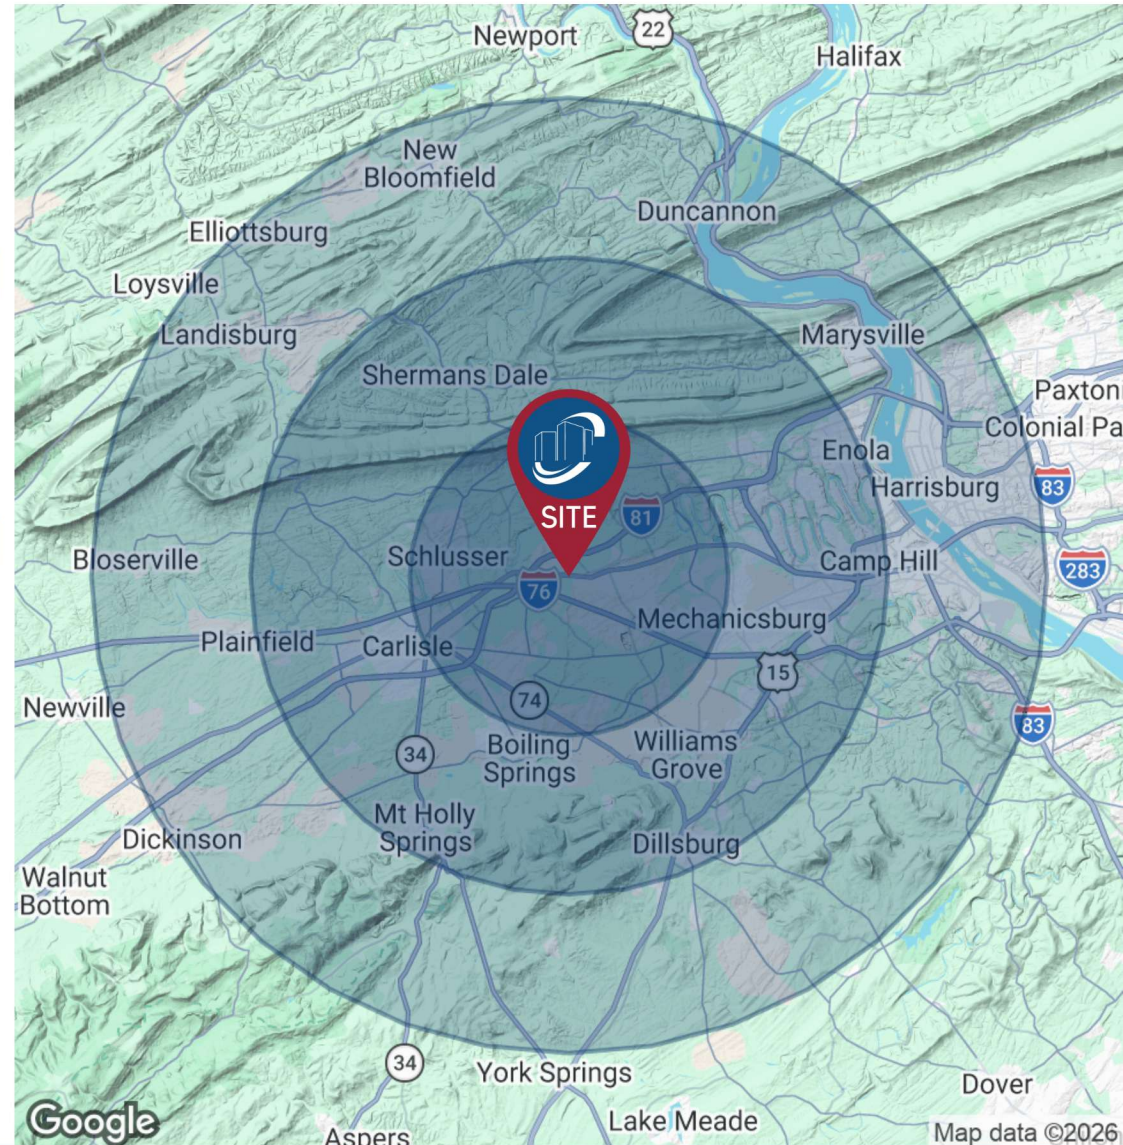 Newport
22
Halifax
New
Bloomfield
Duncannon
Elliottsburg
Loysville
Landisburg
Marysville
Shermans Dale
Paxton
Colonial Pa
Enola
Harrisburg
83
SITE
81
Bloserville
Schlusser
Camp Hill
283
76
Mechanicsburg
Plainfield
Carlisle
15
Newville
74
83
34
Boiling
Springs
Williams
Grove
Mt Holly
Springs
Dickinson
Dillsburg
Walnut
Bottom
34
York Springs
Dover
Google
Lake Meade
Aspers
Map data ©2026